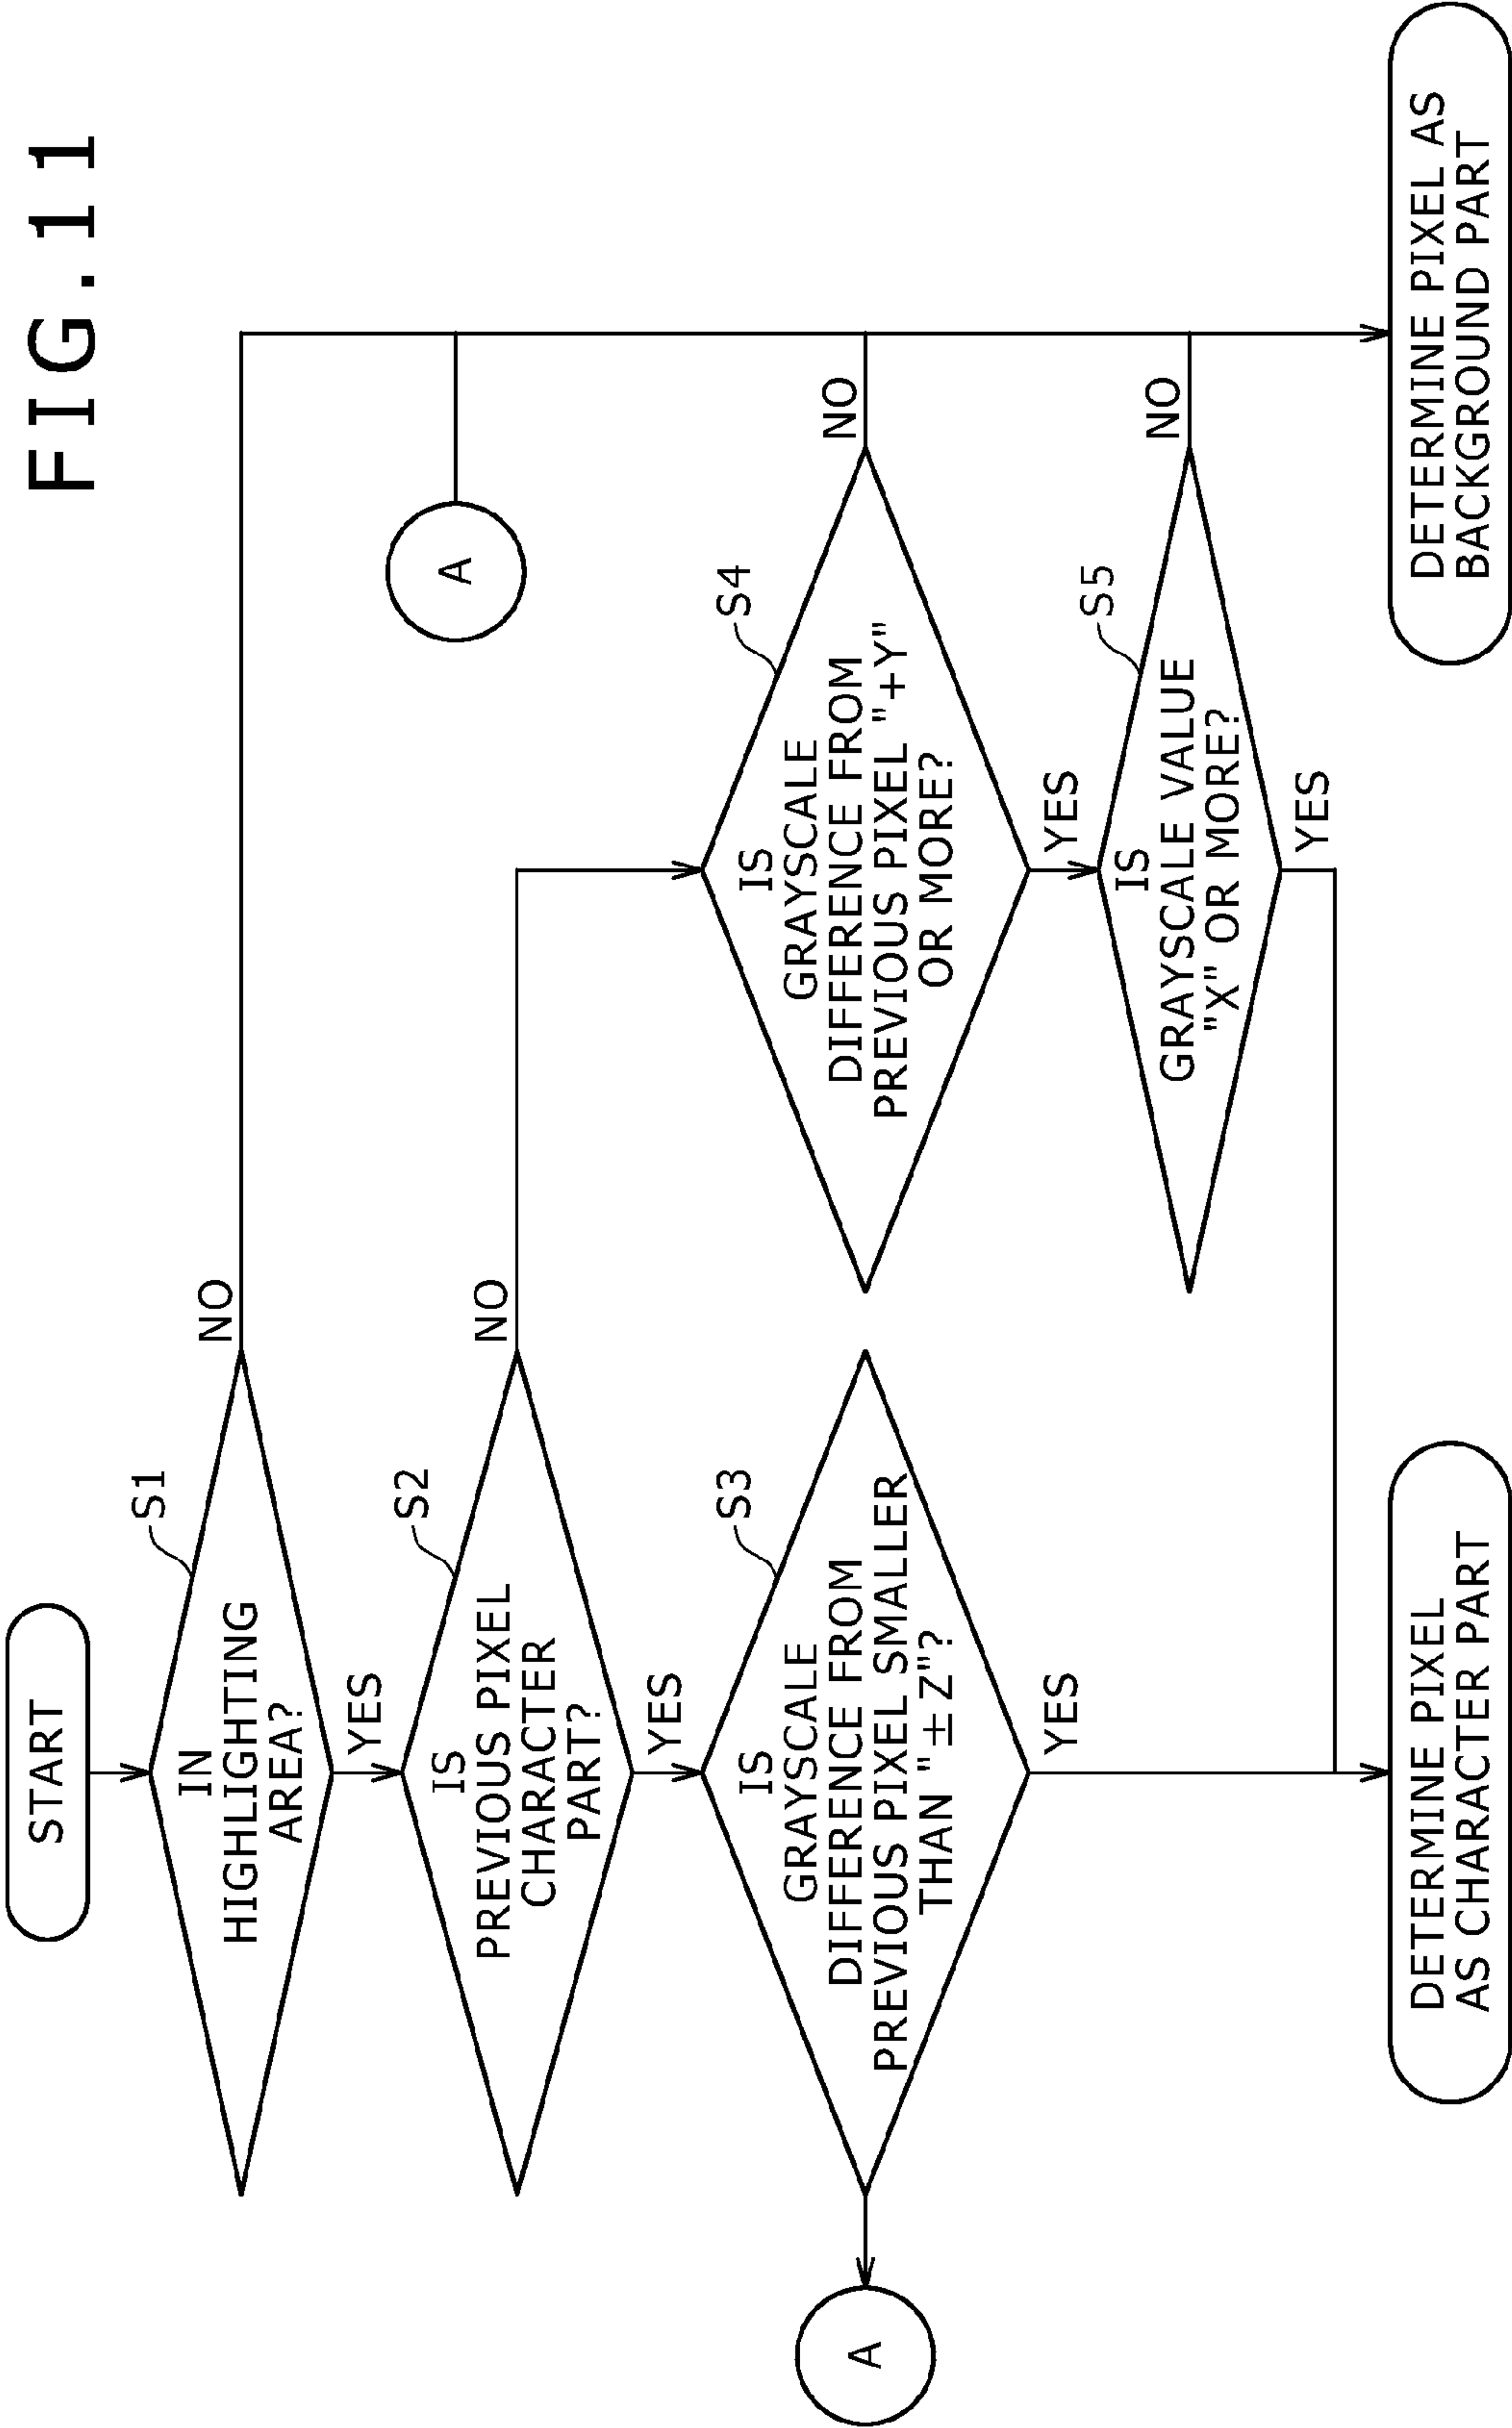 FIG.11
START
S1
IN
HIGHLIGHTING
AREA?
NO
YES
S2
IS
PREVIOUS PIXEL
CHARACTER
PART?
NO
YES
A
S3
IS
GRAYSCALE
DIFFERENCE FROM
PREVIOUS PIXEL SMALLER
THAN "±Z"?
YES
A
S4
IS
GRAYSCALE
DIFFERENCE FROM
PREVIOUS PIXEL "+Y"
OR MORE?
NO
YES
S5
IS
GRAYSCALE VALUE
"X" OR MORE?
NO
YES
DETERMINE PIXEL
AS CHARACTER PART
DETERMINE PIXEL AS
BACKGROUND PART